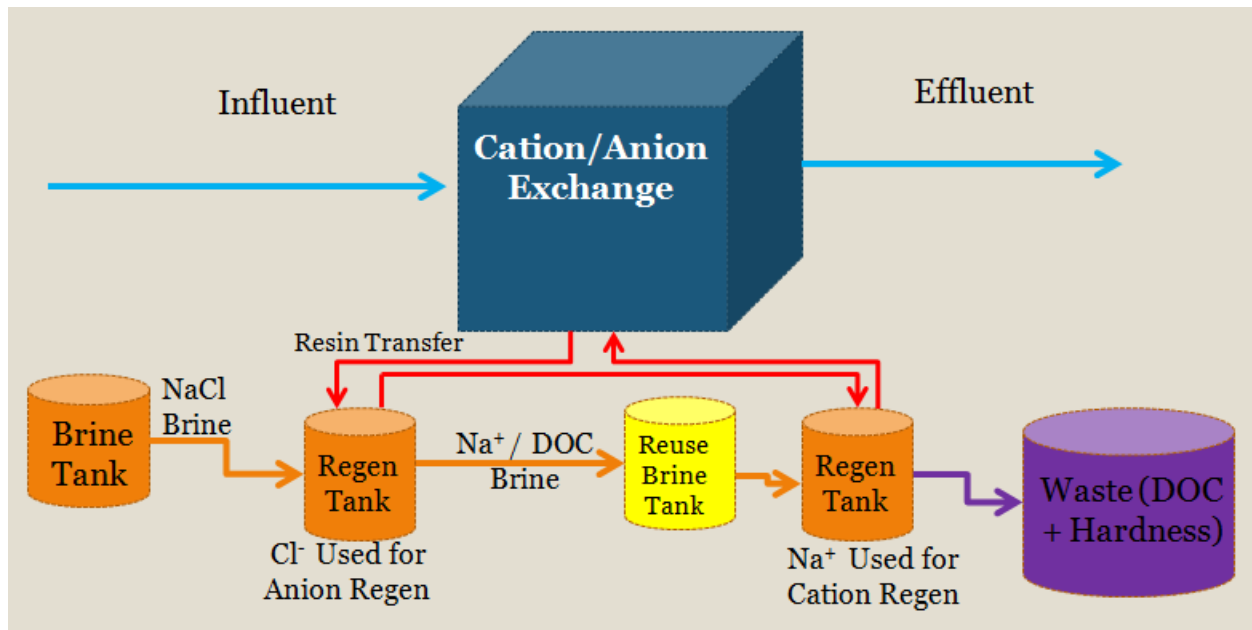 Influent
Effluent
Cation/Anion
Exchange
Resin Transfer
NaCl
Brine
Brine
Tank
Regen
Tank
Na⁺/ DOC
Brine
Reuse
Brine
Tank
Regen
Tank
Waste (DOC
+ Hardness)
Cl⁻ Used for
Anion Regen
Na⁺ Used for
Cation Regen